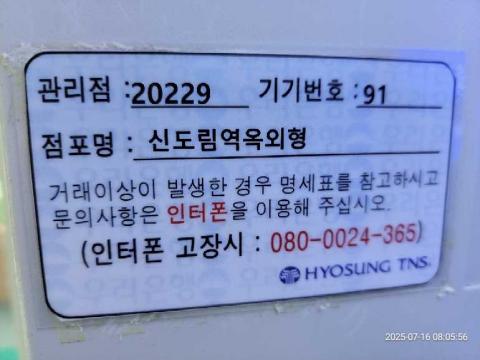 관리점 :20229 기기번호 :91
점포명 : 신도림역옥외형
거래이상이 발생한 경우 명세표를 참고하시고
문의사항은 인터폰을 이용해 주십시오.
(인터폰 고장시 : 080-0024-365)
HYOSUNG TNS.
2025-07-16 08:05:56